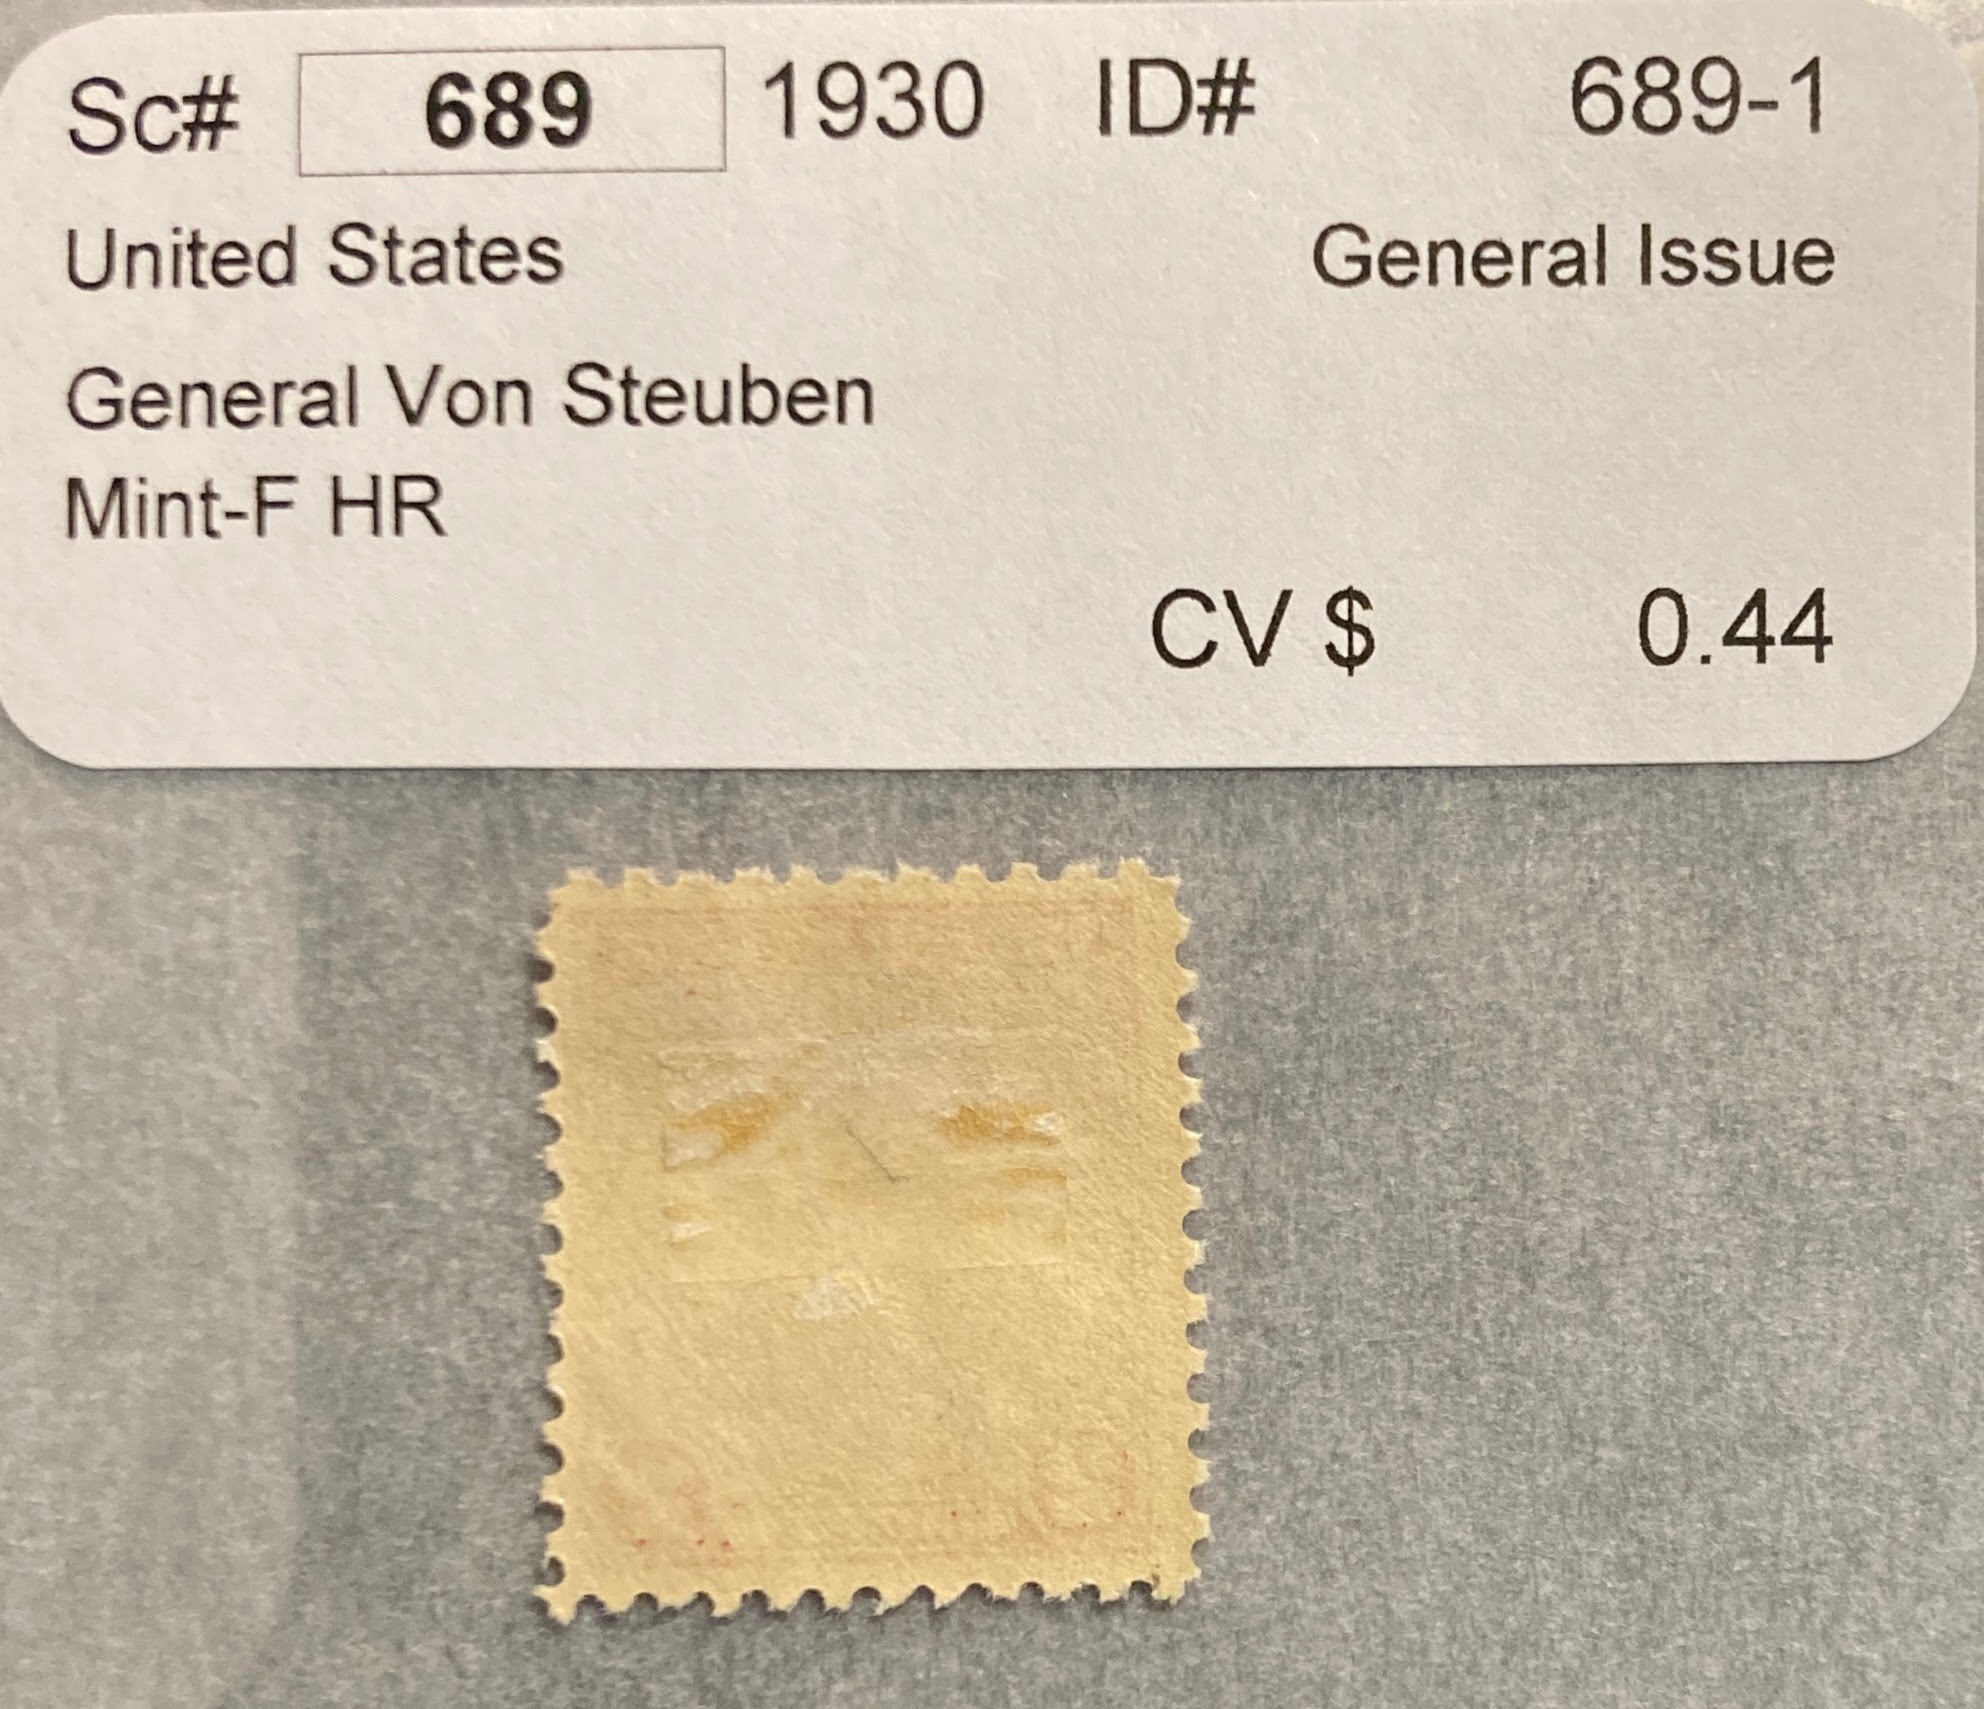 Sc# 689 1930 ID# 689-1
United States General Issue
General Von Steuben
Mint-F HR
CV $ 0.44